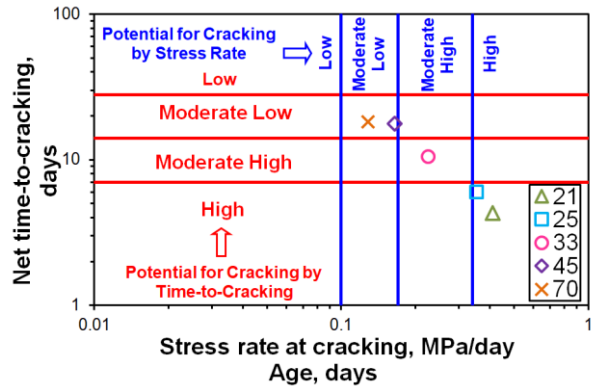 100
Potential for Cracking
by Stress Rate
Low
Moderate
Low
Moderate
High
High
Low
Moderate Low
10
Moderate High
High
Potential for Cracking by
Time-to-Cracking
21
25
33
45
70
1
0.01
0.1
1
Net time-to-cracking,
days
Stress rate at cracking, MPa/day
Age, days